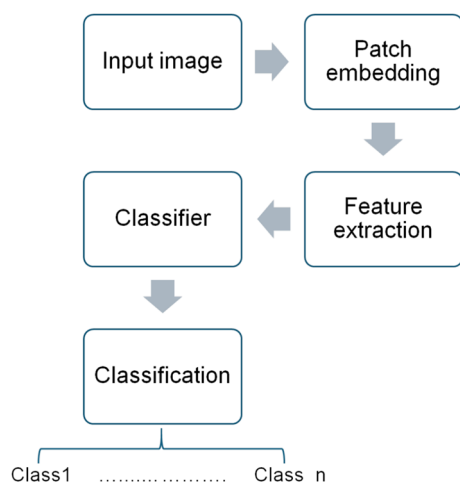 Input image
Patch
embedding
Feature
extraction
Classifier
Classification
Class1 ...................... Class n